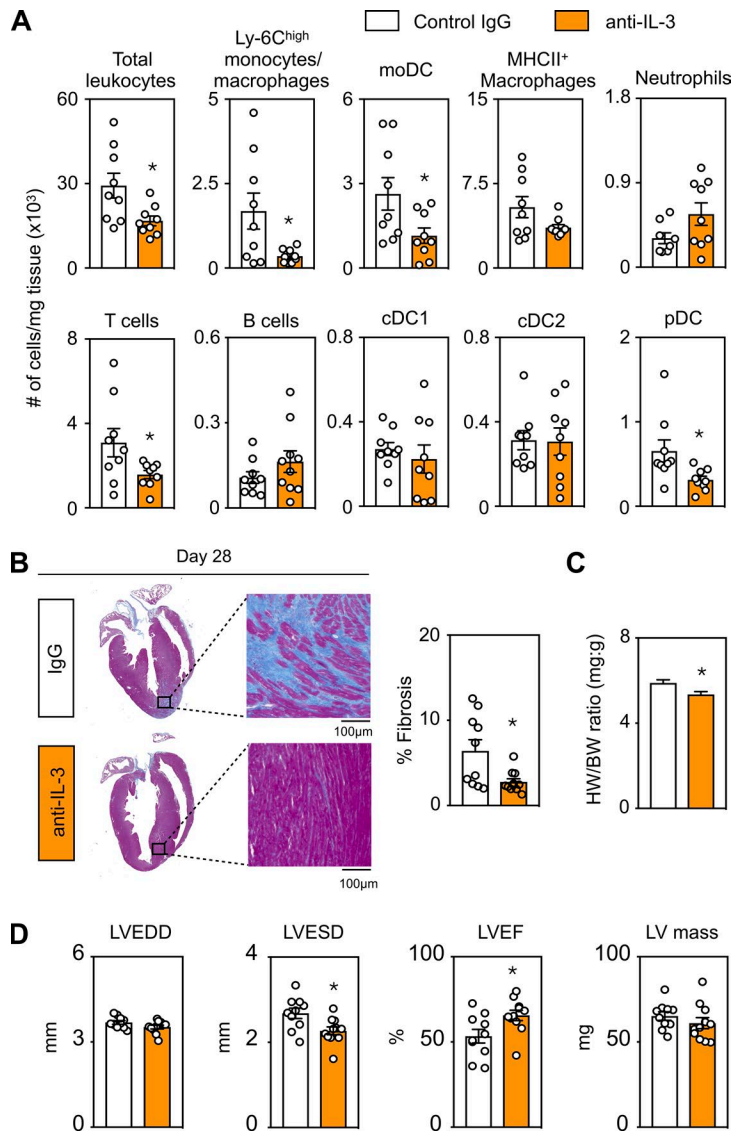 A
Control IgG
anti-IL-3
Total
leukocytes
Ly-6Chigh
monocytes/
macrophages
moDC
MHCII+
Macrophages
Neutrophils
# of cells/mg tissue (x10³)
60
30
0
*
5
2.5
0
*
6
3
0
*
15
7.5
0
1.8
0.9
0
T cells
B cells
cDC1
cDC2
pDC
8
4
0
*
0.6
0.3
0
0.8
0.4
0
0.8
0.4
0
2
1
0
*
B
Day 28
IgG
100µm
anti-IL-3
100µm
% Fibrosis
20
10
0
*
C
HW/BW ratio (mg:g)
8
6
0
*
D
LVEDD
LVESD
LVEF
LV mass
mm
6
3
0
mm
4
2
0
*
%
100
50
0
*
mg
100
50
0